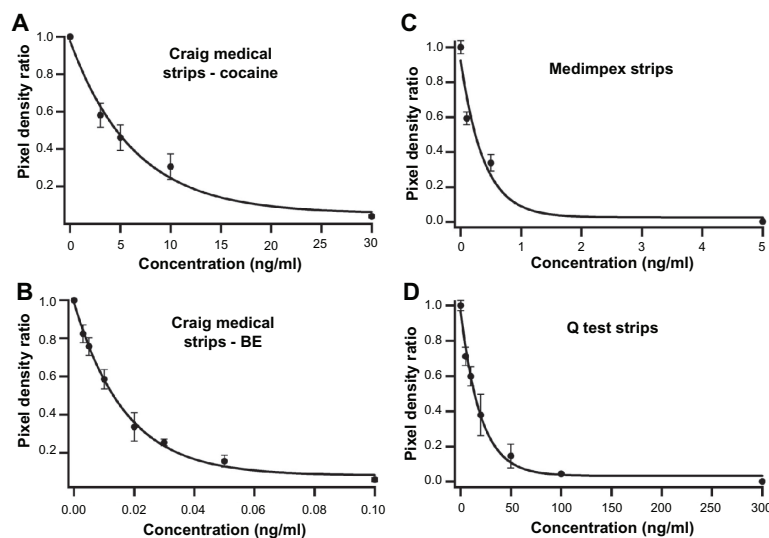 A
Craig medical
strips - cocaine
Pixel density ratio
1.0
0.8
0.6
0.4
0.2
0
5
10
15
20
25
30
Concentration (ng/ml)
C
Medimpex strips
Pixel density ratio
1.0
0.8
0.6
0.4
0.2
0.0
0
1
2
3
4
5
Concentration (ng/ml)
B
Craig medical
strips - BE
Pixel density ratio
1.0
0.8
0.6
0.4
0.2
0.00
0.02
0.04
0.06
0.08
0.10
Concentration (ng/ml)
D
Q test strips
Pixel density ratio
1.0
0.8
0.6
0.4
0.2
0.0
0
50
100
150
200
250
300
Concentration (ng/ml)